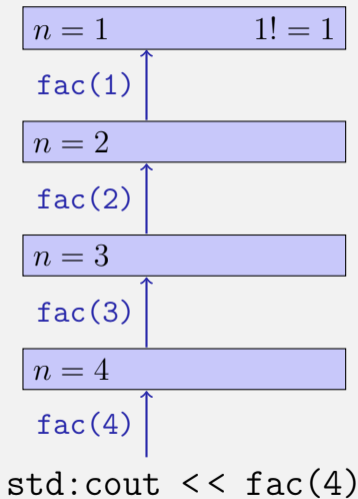 n = 1 1! = 1
fac(1)
n = 2
fac(2)
n = 3
fac(3)
n = 4
fac(4)
std:cout << fac(4)